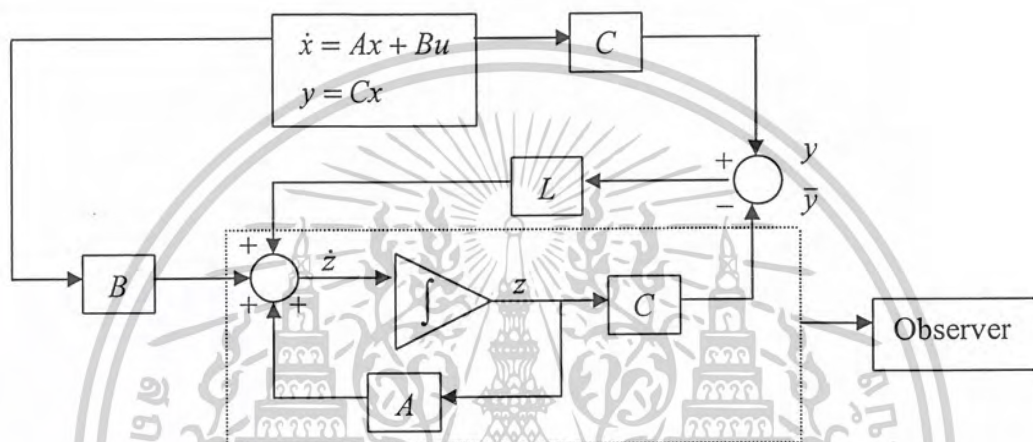 ẋ = Ax + Bu
y = Cx
C
y
ȳ
+
−
L
+
+
+
B
ż
∫
z
C
A
Observer